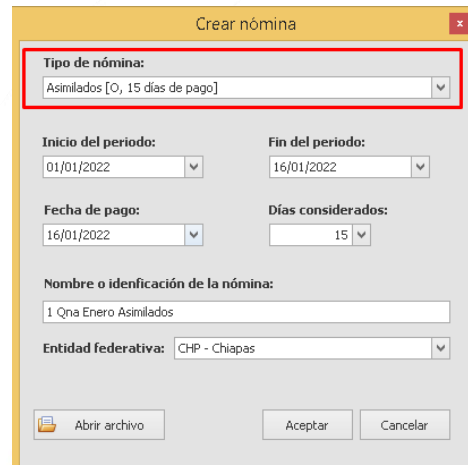 Crear nómina
x
Tipo de nómina:
Asimilados [O, 15 días de pago]
Inicio del periodo: Fin del periodo:
01/01/2022 16/01/2022
Fecha de pago: Días considerados:
16/01/2022 15
Nombre o idenficación de la nómina:
1 Qna Enero Asimilados
Entidad federativa: CHP - Chiapas
Abrir archivo Aceptar Cancelar